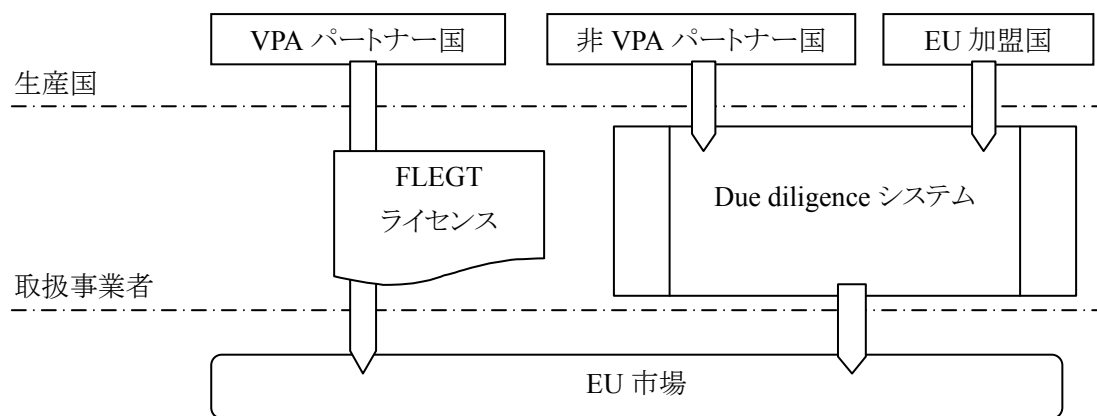 VPA パートナー国
非 VPA パートナー国
EU 加盟国
生産国
FLEGT
ライセンス
Due diligence システム
取扱事業者
EU 市場